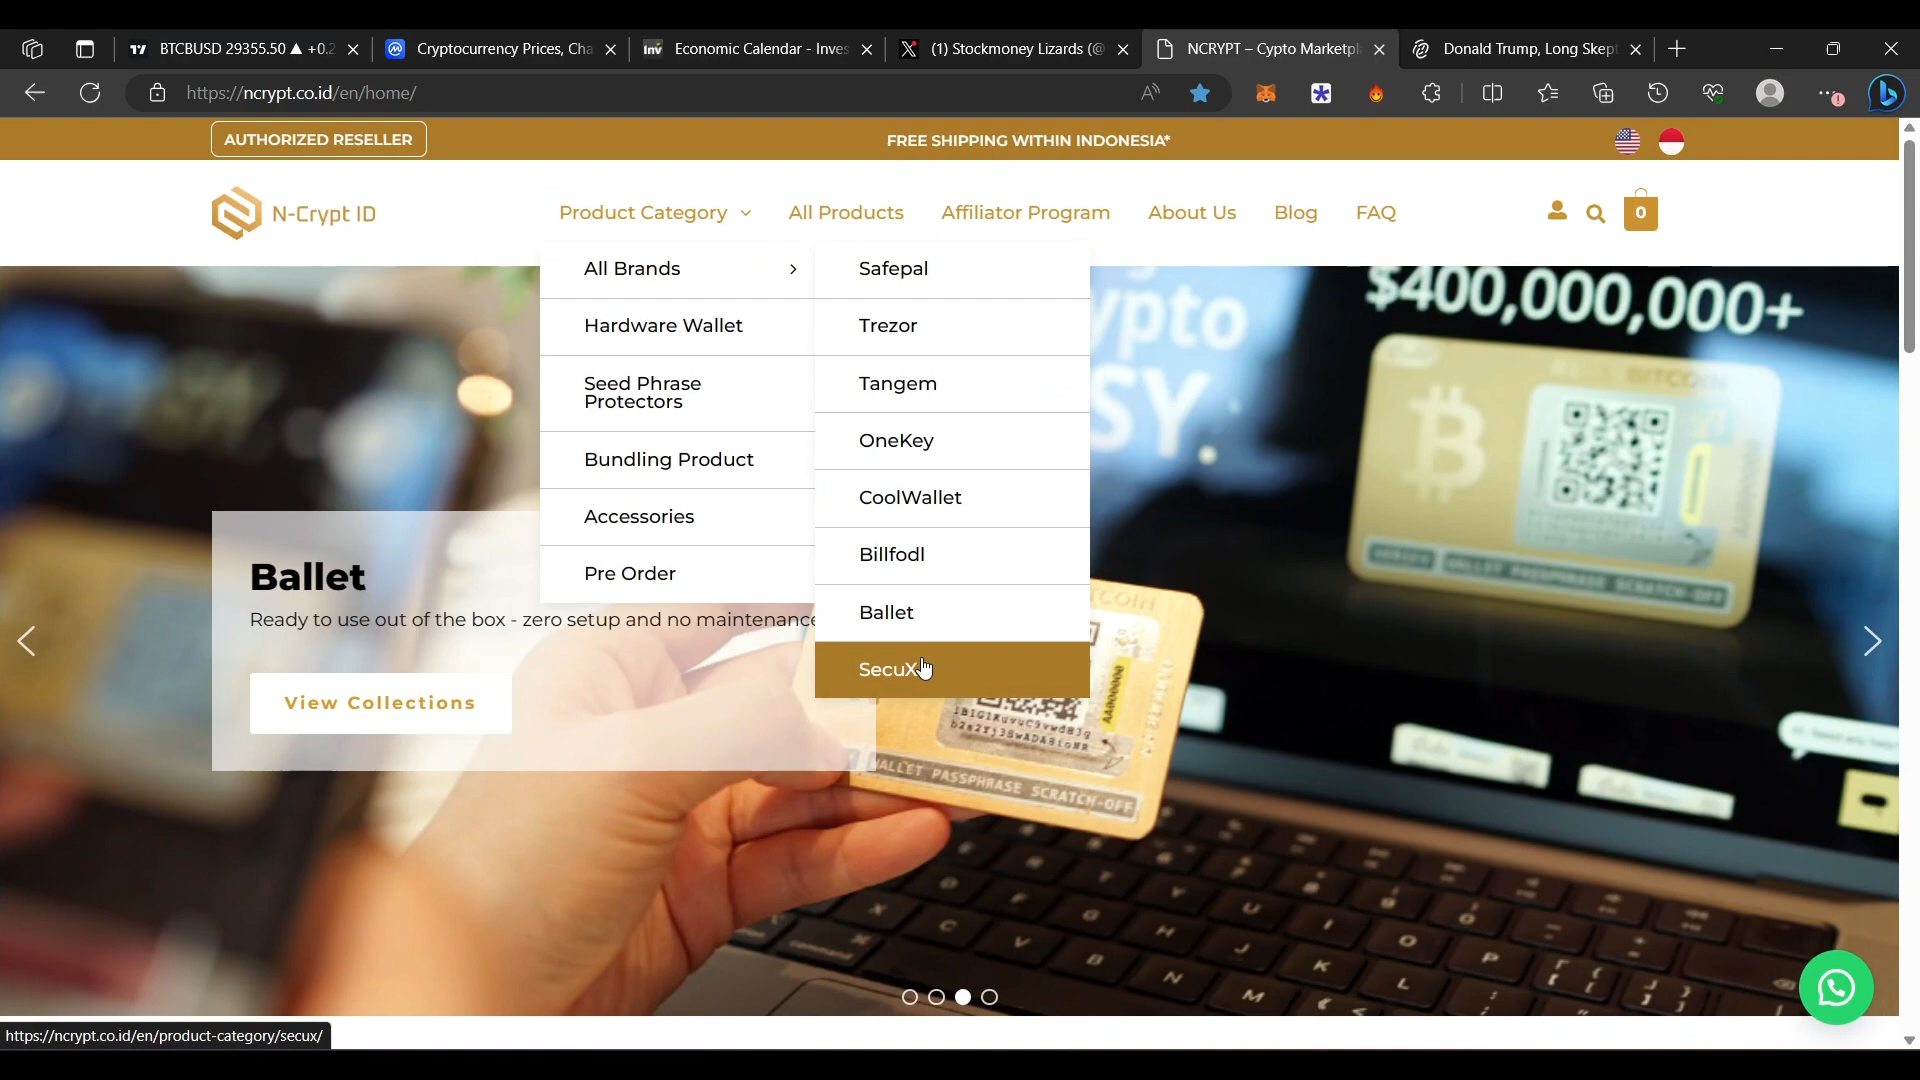 BTCBUSD 29355.50 ▲ +0.2
Cryptocurrency Prices, Cha
Economic Calendar - Inves
(1) Stockmoney Lizards (@
NCRYPT – Cypto Marketpl
Donald Trump, Long Skept
https://ncrypt.co.id/en/home/
AUTHORIZED RESELLER
FREE SHIPPING WITHIN INDONESIA*
N-Crypt ID
Product Category
All Products
Affiliator Program
About Us
Blog
FAQ
0
All Brands
Hardware Wallet
Seed Phrase
Protectors
Bundling Product
Accessories
Pre Order
Safepal
Trezor
Tangem
OneKey
CoolWallet
Billfodl
Ballet
SecuX
$400,000,000+
Ballet
Ready to use out of the box - zero setup and no maintenance
View Collections
WALLET PASSPHRASE SCRATCH-OFF
https://ncrypt.co.id/en/product-category/secux/